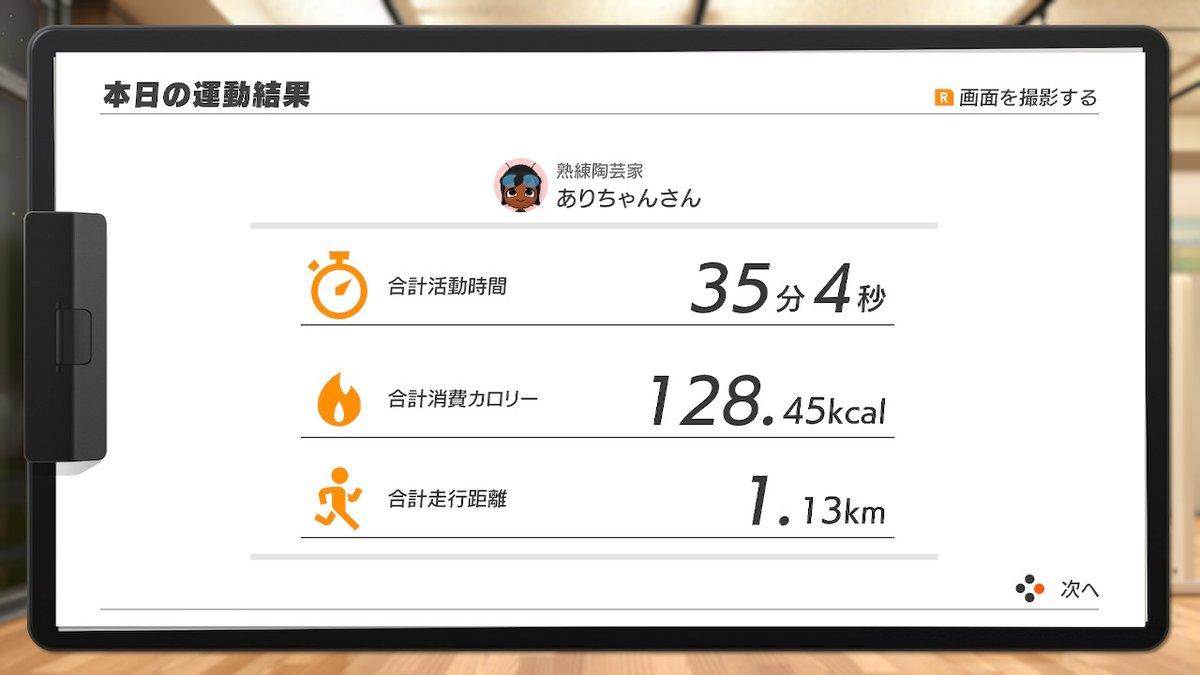 本日の運動結果
R 画面を撮影する
熟練陶芸家
ありちゃんさん
合計活動時間 35分4秒
合計消費カロリー 128.45kcal
合計走行距離 1.13km
次へ